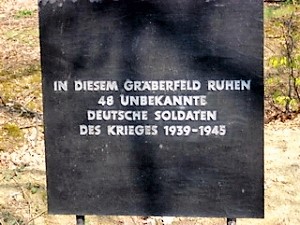 IN DIESEM GRÄBERFELD RUHEN
48 UNBEKANNTE
DEUTSCHE SOLDATEN
DES KRIEGES 1939-1945